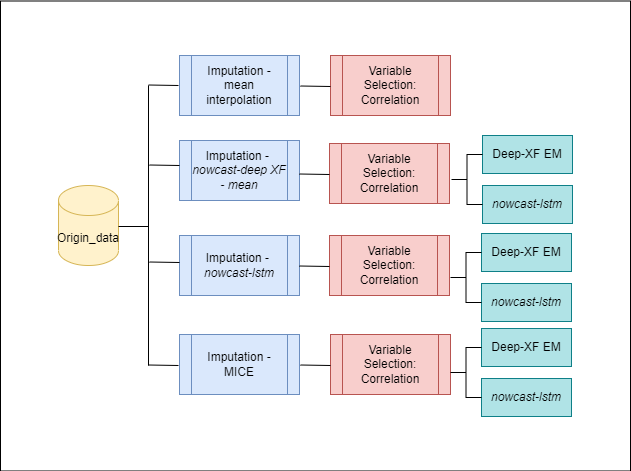 Imputation -
mean
interpolation
Variable
Selection:
Correlation
Imputation -
nowcast-deep XF
- mean
Variable
Selection:
Correlation
Deep-XF EM
nowcast-lstm
Origin_data
Imputation -
nowcast-lstm
Variable
Selection:
Correlation
Deep-XF EM
nowcast-lstm
Imputation -
MICE
Variable
Selection:
Correlation
Deep-XF EM
nowcast-lstm